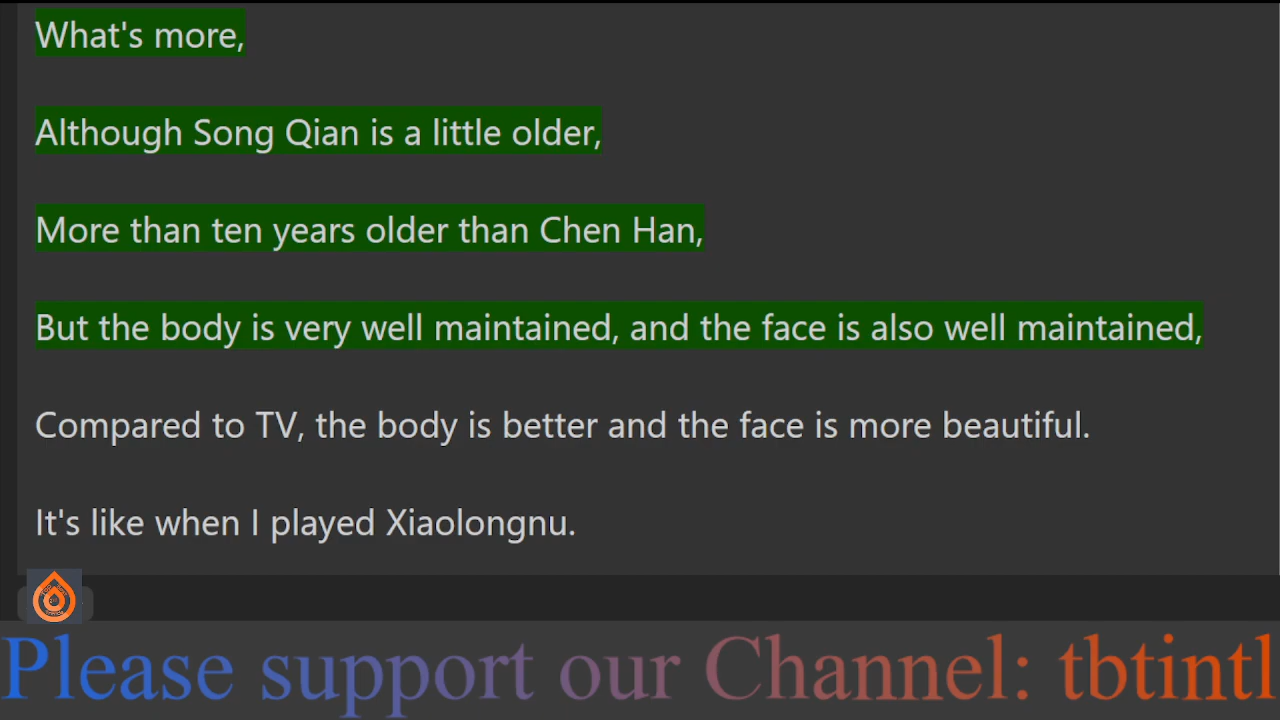 What's more,
Although Song Qian is a little older,
More than ten years older than Chen Han,
But the body is very well maintained, and the face is also well maintained,
Compared to TV, the body is better and the face is more beautiful.
It's like when I played Xiaolongnu.
Please support our Channel: tbtintl